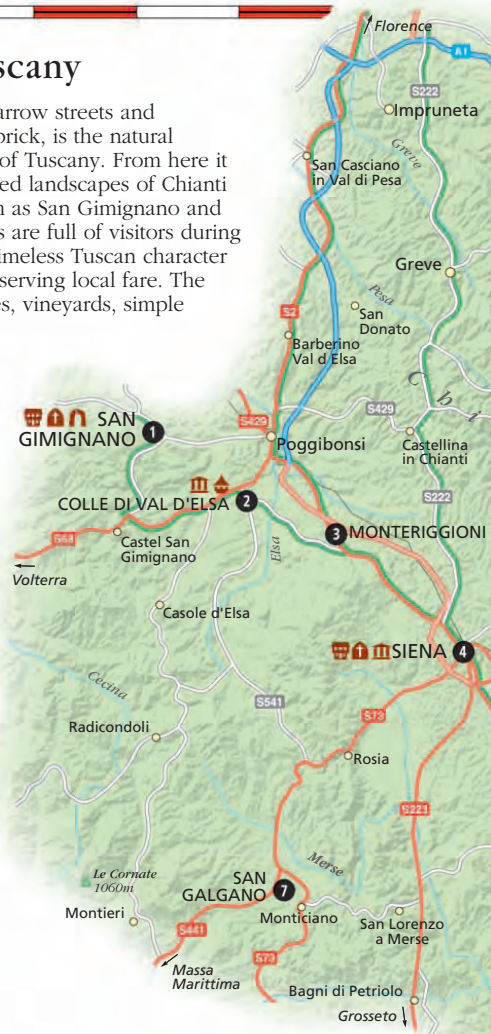 scany
arrow streets and
brick, is the natural
of Tuscany. From here it
ed landscapes of Chianti
n as San Gimignano and
s are full of visitors during
timeless Tuscan character
serving local fare. The
es, vineyards, simple
Florence
A1
S222
Impruneta
Greve
San Casciano
in Val di Pesa
Greve
Pesa
S2
San
Donato
Barberino
Val d Elsa
C h i
SAN
GIMIGNANO
1
S429
Poggibonsi
S429
Castellina
in Chianti
COLLE DI VAL D'ELSA
2
S222
3
MONTERIGGIONI
S68
Castel San
Gimignano
Elsa
Volterra
Casole d'Elsa
SIENA
4
Cecina
S541
S73
Radicondoli
Rosia
S223
Merse
Le Cornate
1060m
SAN
GALGANO
7
Montieri
Monticiano
San Lorenzo
a Merse
S441
Massa
Marittima
S73
Bagni di Petriolo
Grosseto